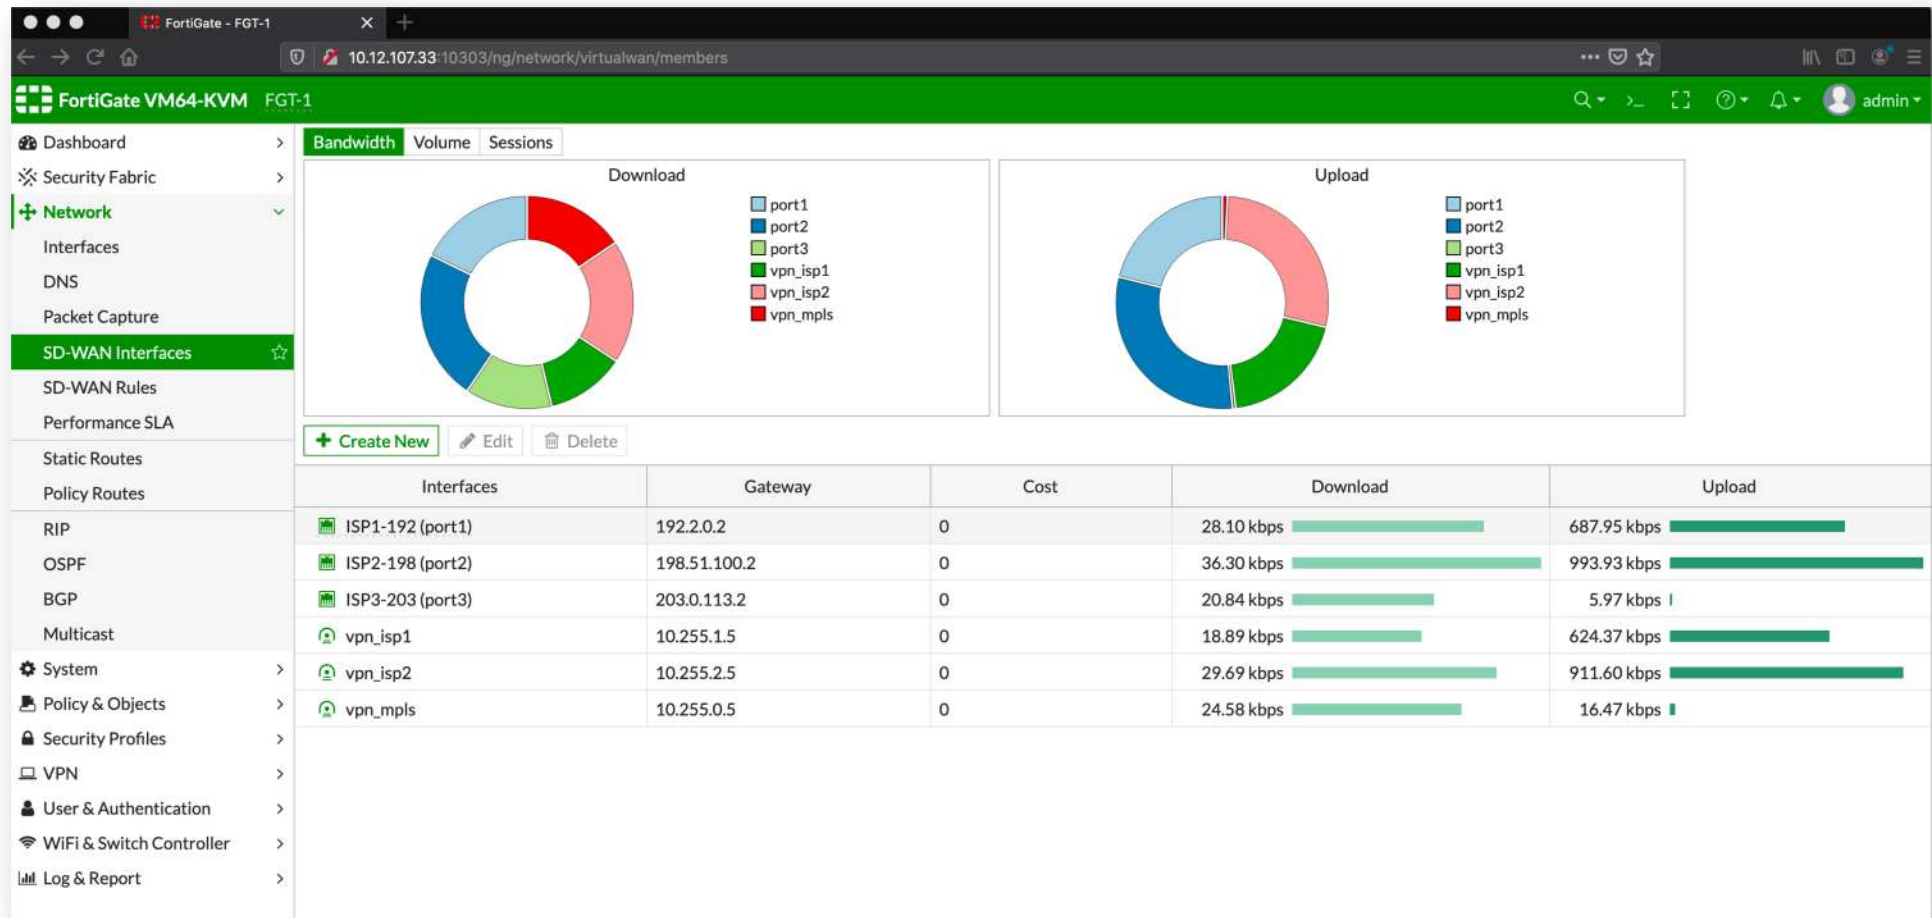 FortiGate - FGT-1
10.12.107.33:10303/ng/network/virtualwan/members
FortiGate VM64-KVM FGT-1
admin
Dashboard
Security Fabric
Network
Interfaces
DNS
Packet Capture
SD-WAN Interfaces
SD-WAN Rules
Performance SLA
Static Routes
Policy Routes
RIP
OSPF
BGP
Multicast
System
Policy & Objects
Security Profiles
VPN
User & Authentication
WiFi & Switch Controller
Log & Report
Bandwidth Volume Sessions
Download
port1
port2
port3
vpn_isp1
vpn_isp2
vpn_mpls
Upload
port1
port2
port3
vpn_isp1
vpn_isp2
vpn_mpls
Create New Edit Delete
Interfaces Gateway Cost Download Upload
ISP1-192 (port1) 192.2.0.2 0 28.10 kbps 687.95 kbps
ISP2-198 (port2) 198.51.100.2 0 36.30 kbps 993.93 kbps
ISP3-203 (port3) 203.0.113.2 0 20.84 kbps 5.97 kbps
vpn_isp1 10.255.1.5 0 18.89 kbps 624.37 kbps
vpn_isp2 10.255.2.5 0 29.69 kbps 911.60 kbps
vpn_mpls 10.255.0.5 0 24.58 kbps 16.47 kbps